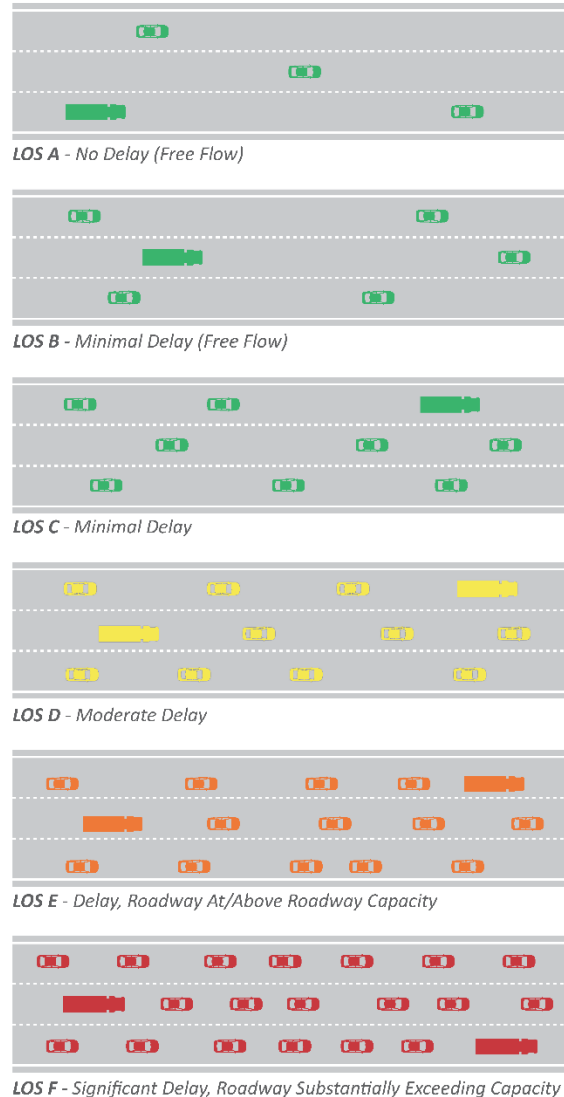 LOS A - No Delay (Free Flow)
LOS B - Minimal Delay (Free Flow)
LOS C - Minimal Delay
LOS D - Moderate Delay
LOS E - Delay, Roadway At/Above Roadway Capacity
LOS F - Significant Delay, Roadway Substantially Exceeding Capacity